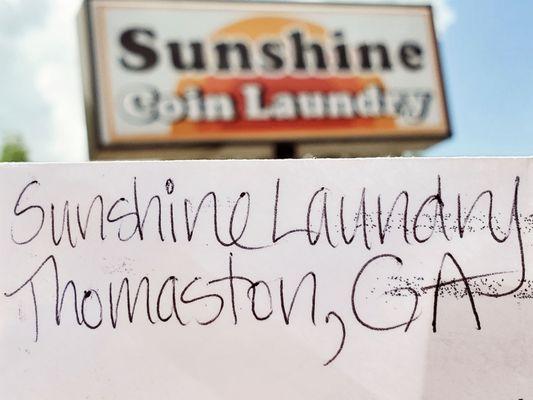 Sunshine
Coin Laundry
Sunshine Laundry
Thomaston, GA